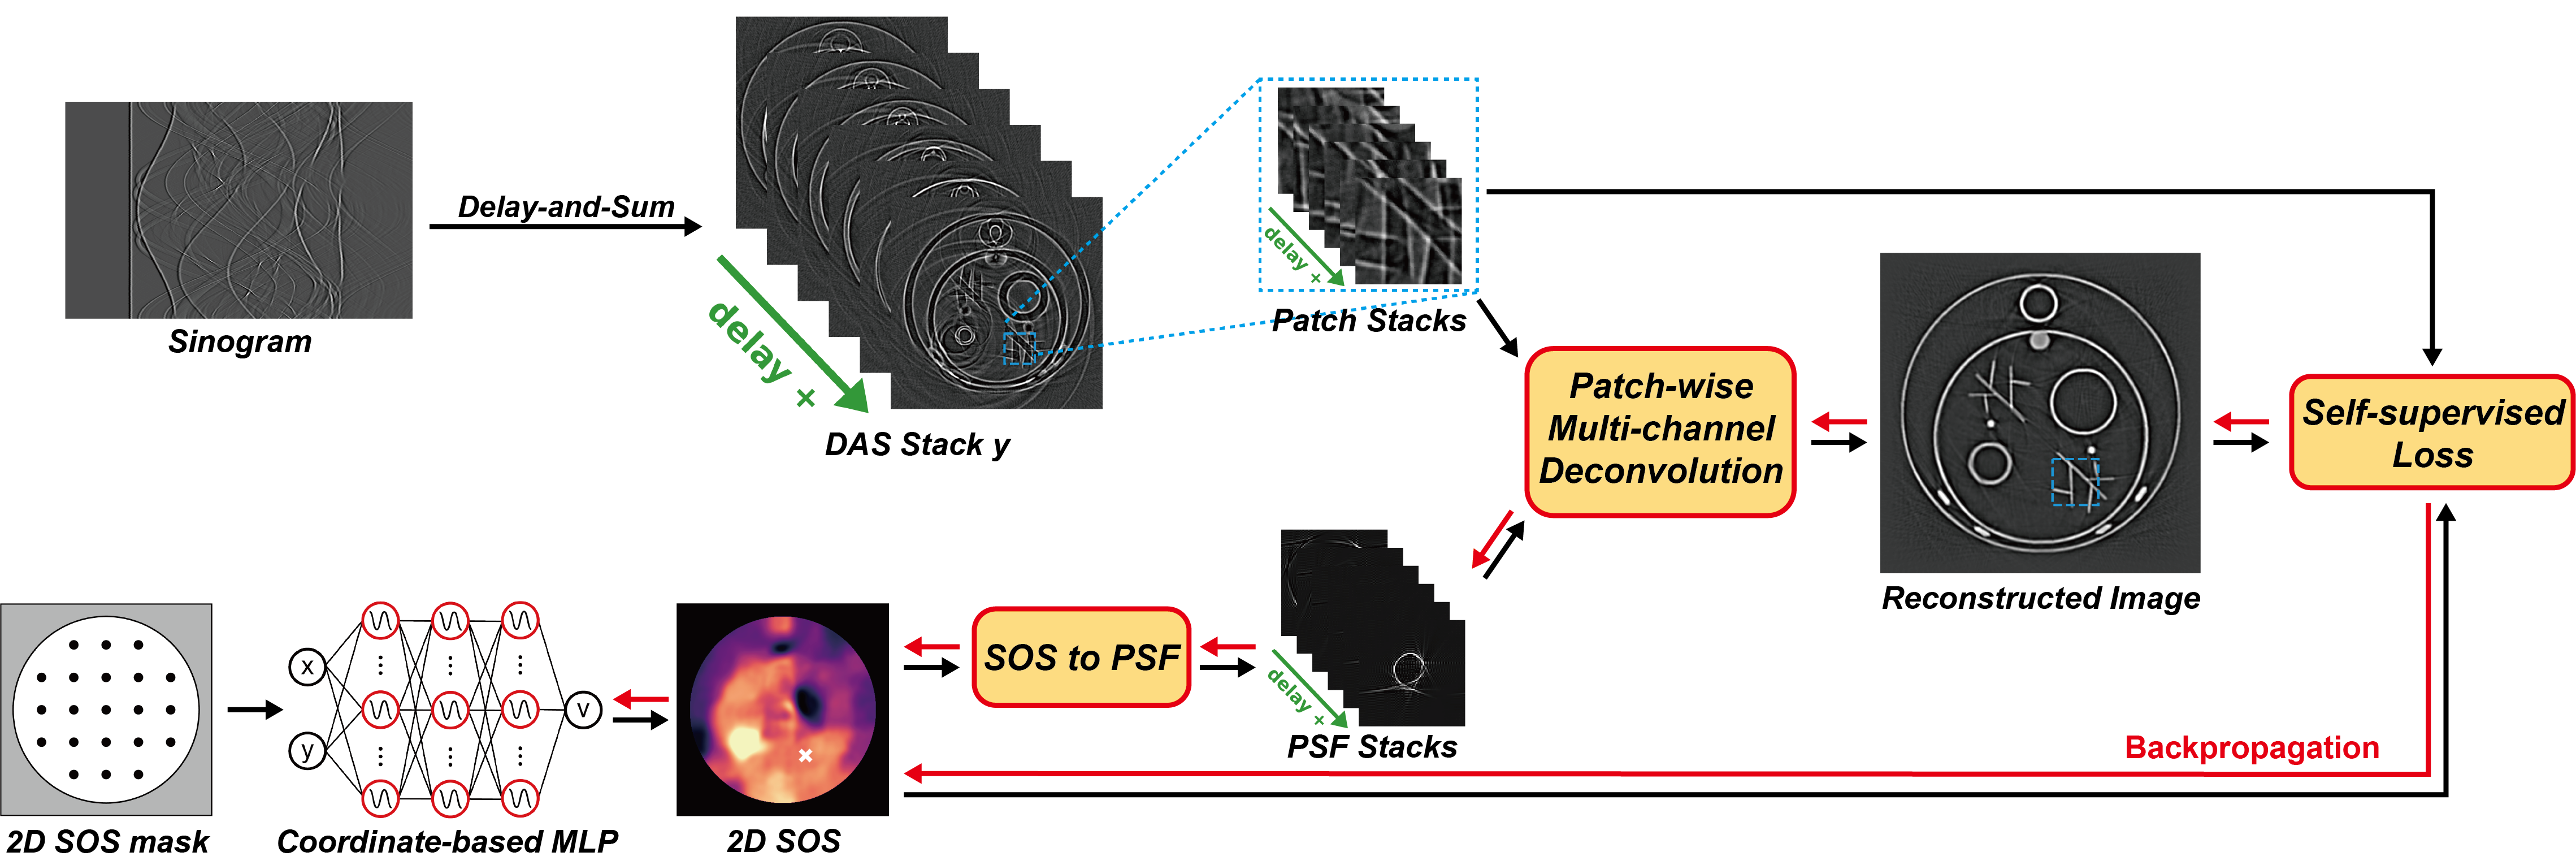 Sinogram
Delay-and-Sum
delay +
DAS Stack y
delay +
Patch Stacks
Patch-wise
Multi-channel
Deconvolution
Reconstructed Image
Self-supervised
Loss
2D SOS mask
x
y
v
Coordinate-based MLP
2D SOS
SOS to PSF
delay +
PSF Stacks
Backpropagation